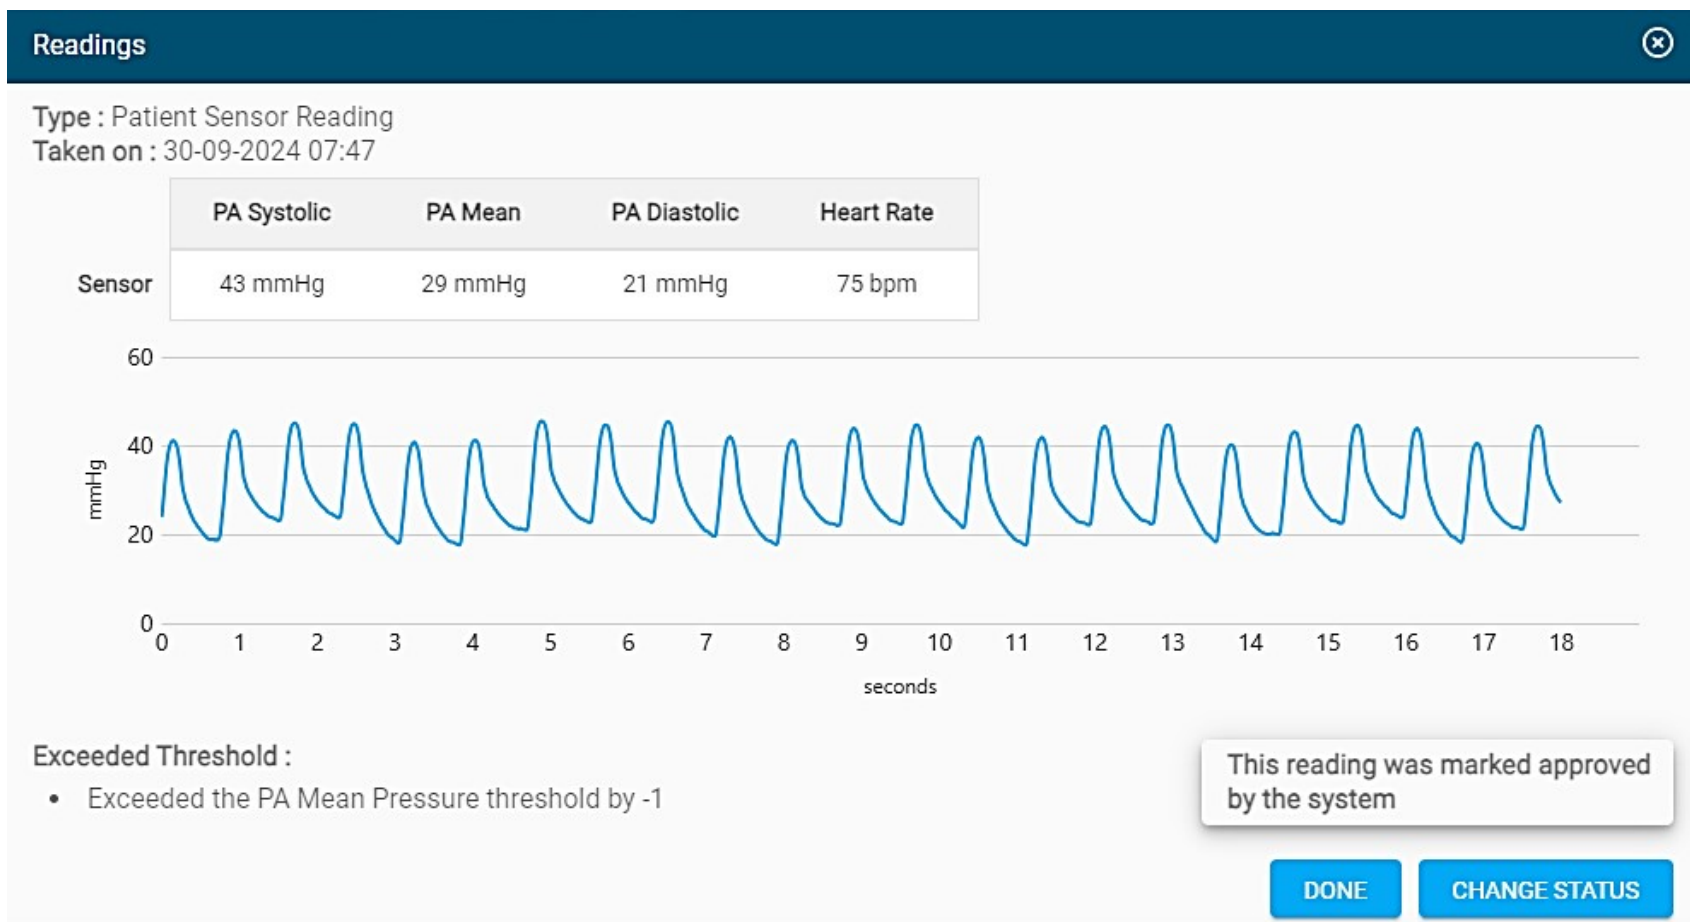 Readings
Type : Patient Sensor Reading
Taken on : 30-09-2024 07:47
PA Systolic PA Mean PA Diastolic Heart Rate
Sensor 43 mmHg 29 mmHg 21 mmHg 75 bpm
60
40
20
0
mmHg
0 1 2 3 4 5 6 7 8 9 10 11 12 13 14 15 16 17 18
seconds
Exceeded Threshold :
• Exceeded the PA Mean Pressure threshold by -1
This reading was marked approved
by the system
DONE CHANGE STATUS